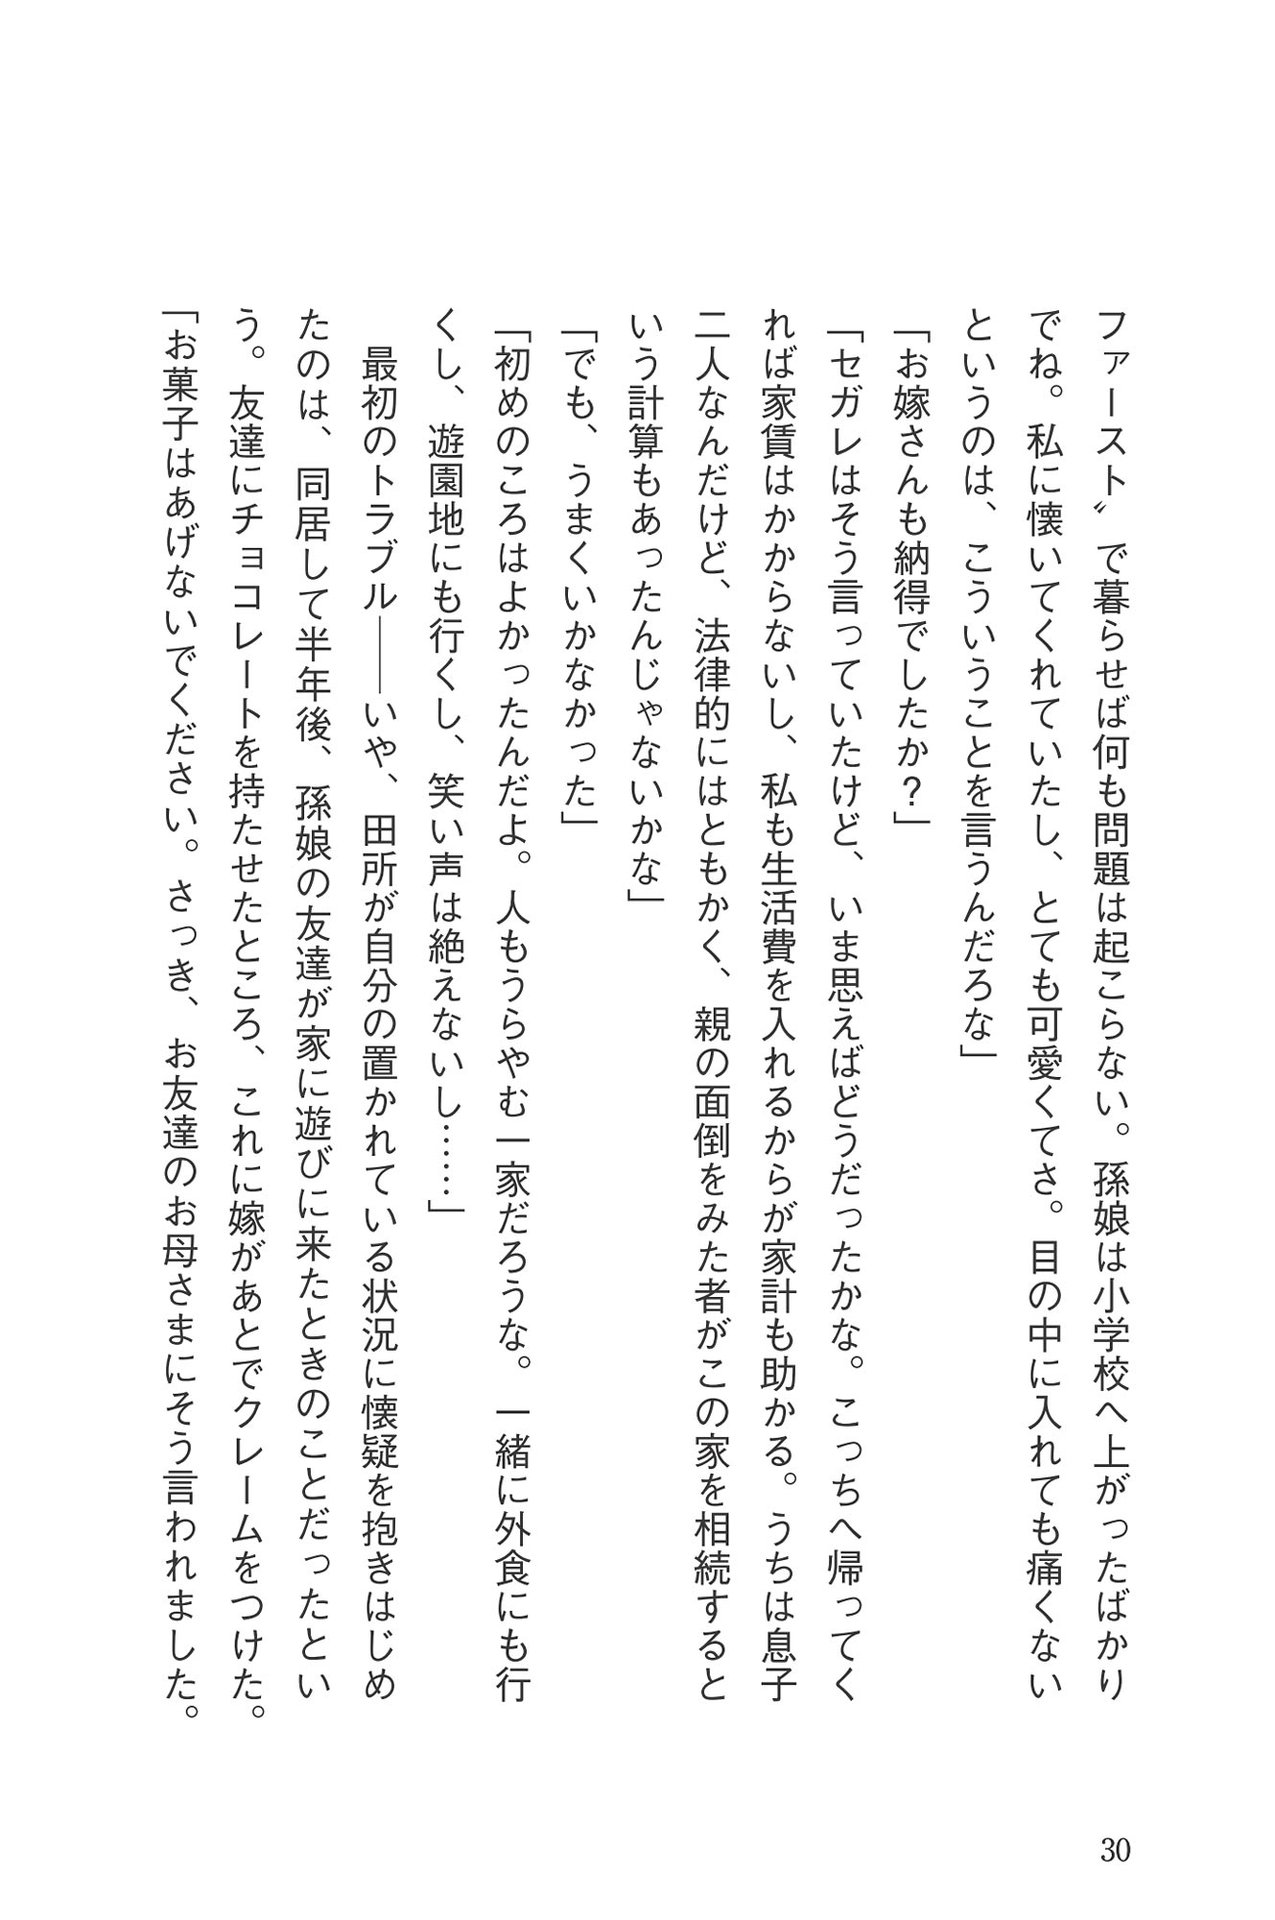 ファースト〟で暮らせば何も問題は起こらない。孫娘は小学校へ上がったばかり
でね。私に懐いてくれていたし、とても可愛くてさ。目の中に入れても痛くない
というのは、こういうことを言うんだろな」
「お嫁さんも納得でしたか？」
「セガレはそう言っていたけど、いま思えばどうだったかな。こっちへ帰ってく
れば家賃はかからないし、私も生活費を入れるからが家計も助かる。うちは息子
二人なんだけど、法律的にはともかく、親の面倒をみた者がこの家を相続すると
いう計算もあったんじゃないかな」
「でも、うまくいかなかった」
「初めのころはよかったんだよ。人もうらやむ一家だろうな。一緒に外食にも行
くし、遊園地にも行くし、笑い声は絶えないし……」
　最初のトラブル――いや、田所が自分の置かれている状況に懐疑を抱きはじめ
たのは、同居して半年後、孫娘の友達が家に遊びに来たときのことだったとい
う。友達にチョコレートを持たせたところ、これに嫁があとでクレームをつけた。
「お菓子はあげないでください。さっき、お友達のお母さまにそう言われました。
30